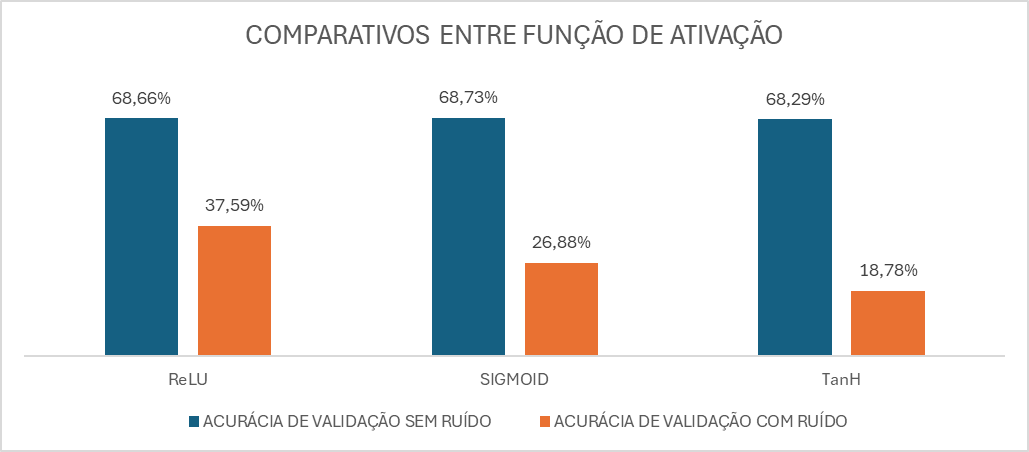 COMPARATIVOS ENTRE FUNÇÃO DE ATIVAÇÃO
68,66%
37,59%
68,73%
26,88%
68,29%
18,78%
ReLU
SIGMOID
TanH
ACURÁCIA DE VALIDAÇÃO SEM RUÍDO
ACURÁCIA DE VALIDAÇÃO COM RUÍDO